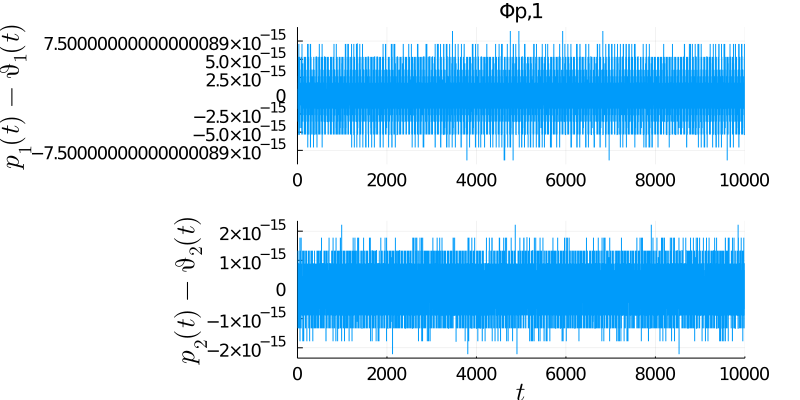 Φp,1
p₁(t) − ϑ₁(t)
7.500000000000000089×10⁻¹⁵
5.0×10⁻¹⁵
2.5×10⁻¹⁵
0
−2.5×10⁻¹⁵
−5.0×10⁻¹⁵
−7.500000000000000089×10⁻¹⁵
0 2000 4000 6000 8000 10000
p₂(t) − ϑ₂(t)
2×10⁻¹⁵
1×10⁻¹⁵
0
−1×10⁻¹⁵
−2×10⁻¹⁵
0 2000 4000 6000 8000 10000
t